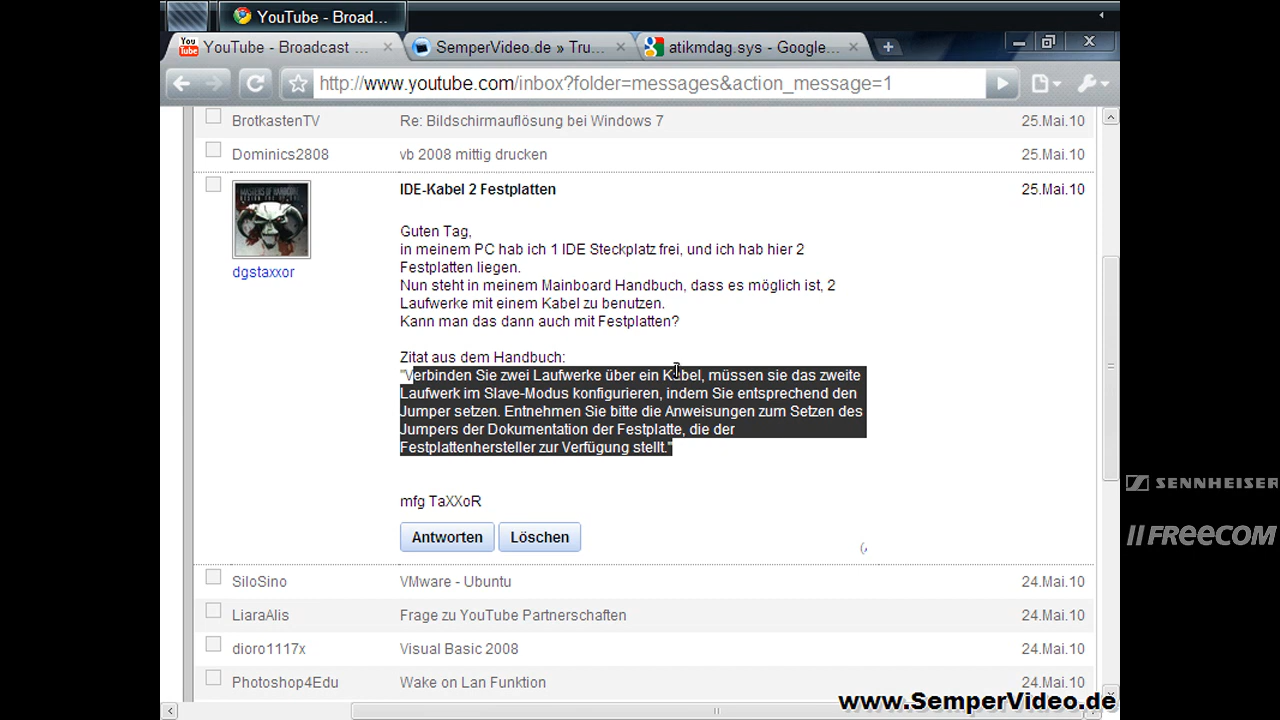 YouTube - Broad...
YouTube - Broadcast ...
SemperVideo.de » Tru...
atikmdag.sys - Google...
http://www.youtube.com/inbox?folder=messages&action_message=1
BrotkastenTV Re: Bildschirmauflösung bei Windows 7 25.Mai.10
Dominics2808 vb 2008 mittig drucken 25.Mai.10
IDE-Kabel 2 Festplatten 25.Mai.10
dgstaxxor
Guten Tag,
in meinem PC hab ich 1 IDE Steckplatz frei, und ich hab hier 2
Festplatten liegen.
Nun steht in meinem Mainboard Handbuch, dass es möglich ist, 2
Laufwerke mit einem Kabel zu benutzen.
Kann man das dann auch mit Festplatten?
Zitat aus dem Handbuch:
"Verbinden Sie zwei Laufwerke über ein Kabel, müssen sie das zweite
Laufwerk im Slave-Modus konfigurieren, indem Sie entsprechend den
Jumper setzen. Entnehmen Sie bitte die Anweisungen zum Setzen des
Jumpers der Dokumentation der Festplatte, die der
Festplattenhersteller zur Verfügung stellt."
mfg TaXXoR
Antworten Löschen
SiloSino VMware - Ubuntu 24.Mai.10
LiaraAlis Frage zu YouTube Partnerschaften 24.Mai.10
dioro1117x Visual Basic 2008 24.Mai.10
Photoshop4Edu Wake on Lan Funktion 24.Mai.10
www.SemperVideo.de
SENNHEISER
FREECOM